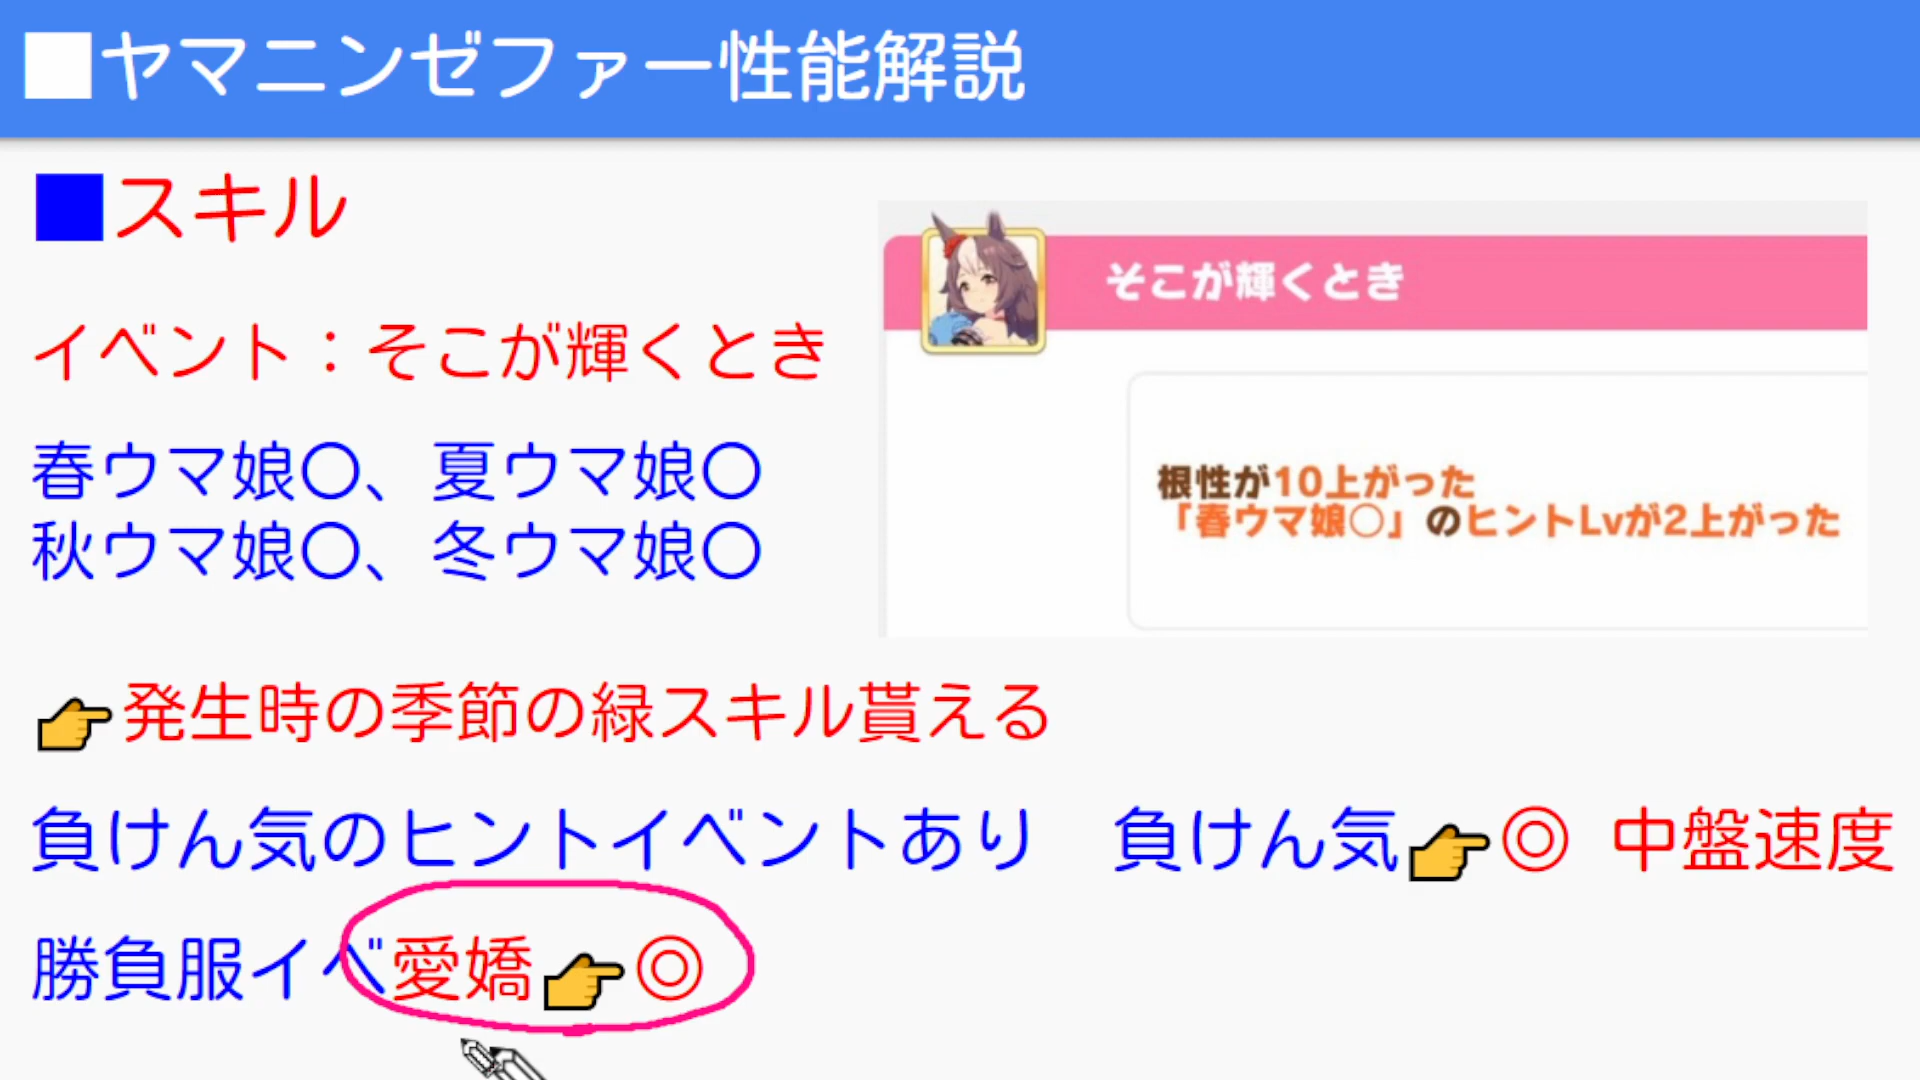 ■ヤマニンゼファー性能解説
■スキル
イベント：そこが輝くとき
春ウマ娘〇、夏ウマ娘〇
秋ウマ娘〇、冬ウマ娘〇
そこが輝くとき
根性が10上がった
「春ウマ娘○」のヒントLvが2上がった
👉発生時の季節の緑スキル貰える
負けん気のヒントイベントあり 負けん気👉◎ 中盤速度
勝負服イベ愛嬌👉◎